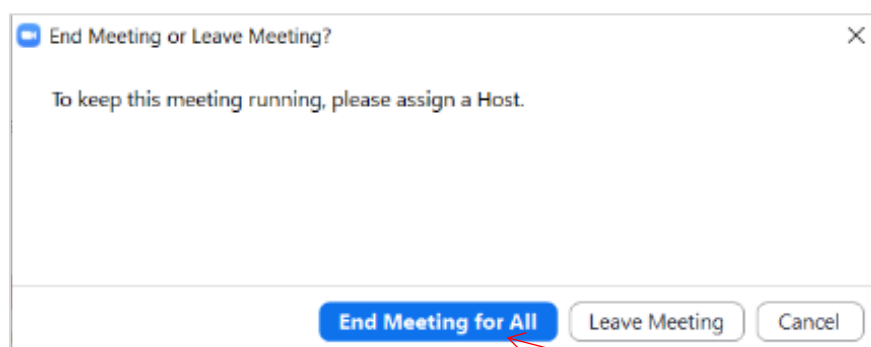 End Meeting or Leave Meeting?
To keep this meeting running, please assign a Host.
End Meeting for All Leave Meeting Cancel